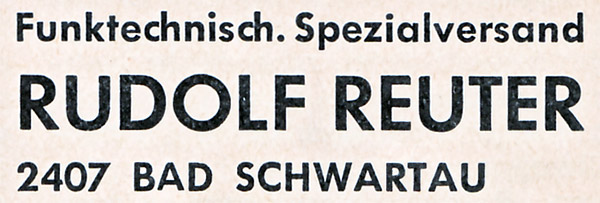 Funktechnisch. Spezialversand
RUDOLF REUTER
2407 BAD SCHWARTAU